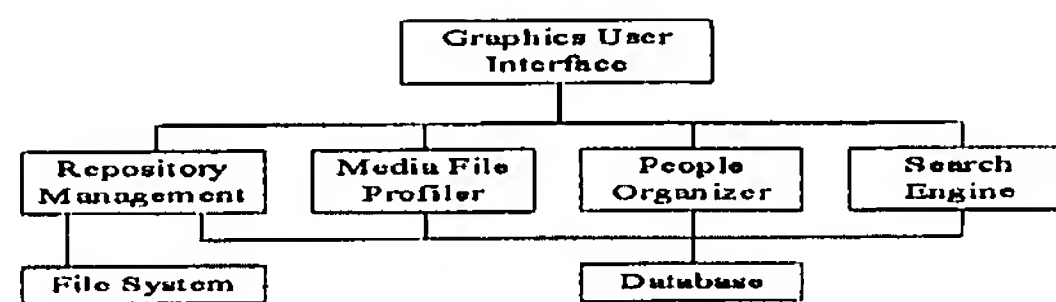 Graphics User
Interface
Repository
Management
Media File
Profiler
People
Organizer
Search
Engine
File System
Database